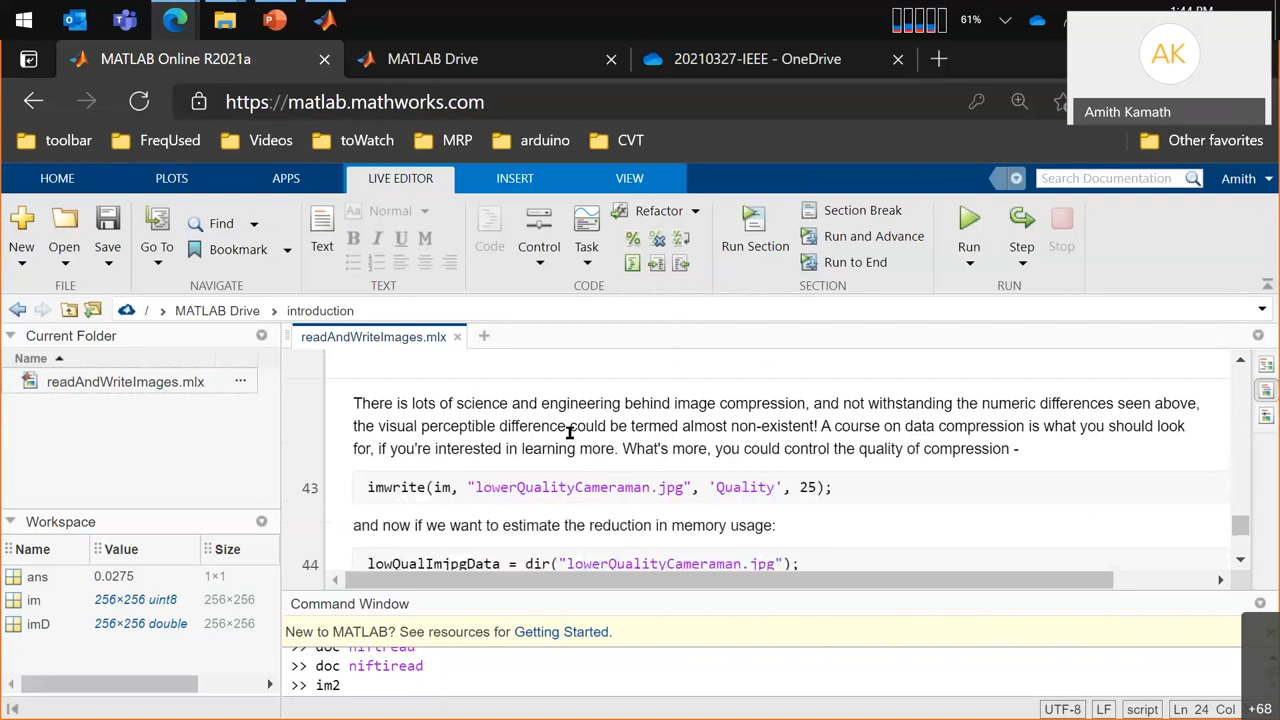 61%
1:44 PM
AK
Amith Kamath
MATLAB Online R2021a
MATLAB Drive
20210327-IEEE - OneDrive
https://matlab.mathworks.com
toolbar
FreqUsed
Videos
toWatch
MRP
arduino
CVT
Other favorites
HOME
PLOTS
APPS
LIVE EDITOR
INSERT
VIEW
Search Documentation
Amith
New
Open
Save
Go To
Find
Bookmark
Text
Aa Normal
B I U M
Code
Control
Task
Refactor
Run Section
Section Break
Run and Advance
Run to End
Run
Step
Stop
FILE
NAVIGATE
TEXT
CODE
SECTION
RUN
/ MATLAB Drive introduction
Current Folder
Name
readAndWriteImages.mlx
readAndWriteImages.mlx
There is lots of science and engineering behind image compression, and not withstanding the numeric differences seen above,
the visual perceptible difference could be termed almost non-existent! A course on data compression is what you should look
for, if you're interested in learning more. What's more, you could control the quality of compression -
43 imwrite(im, "lowerQualityCameraman.jpg", 'Quality', 25);
and now if we want to estimate the reduction in memory usage:
44 lowQualImjpgData = dir("lowerQualityCameraman.jpg");
Workspace
Name Value Size
ans 0.0275 1×1
im 256×256 uint8 256×256
imD 256×256 double 256×256
Command Window
New to MATLAB? See resources for Getting Started.
>> doc niftread
>> doc niftiread
>> im2
UTF-8 LF script Ln 24 Col
+68